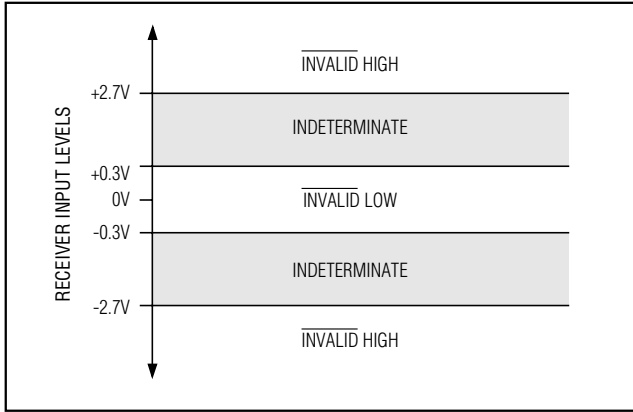 INVALID HIGH
+2.7V
INDETERMINATE
+0.3V
0V
INVALID LOW
-0.3V
INDETERMINATE
-2.7V
INVALID HIGH
RECEIVER INPUT LEVELS